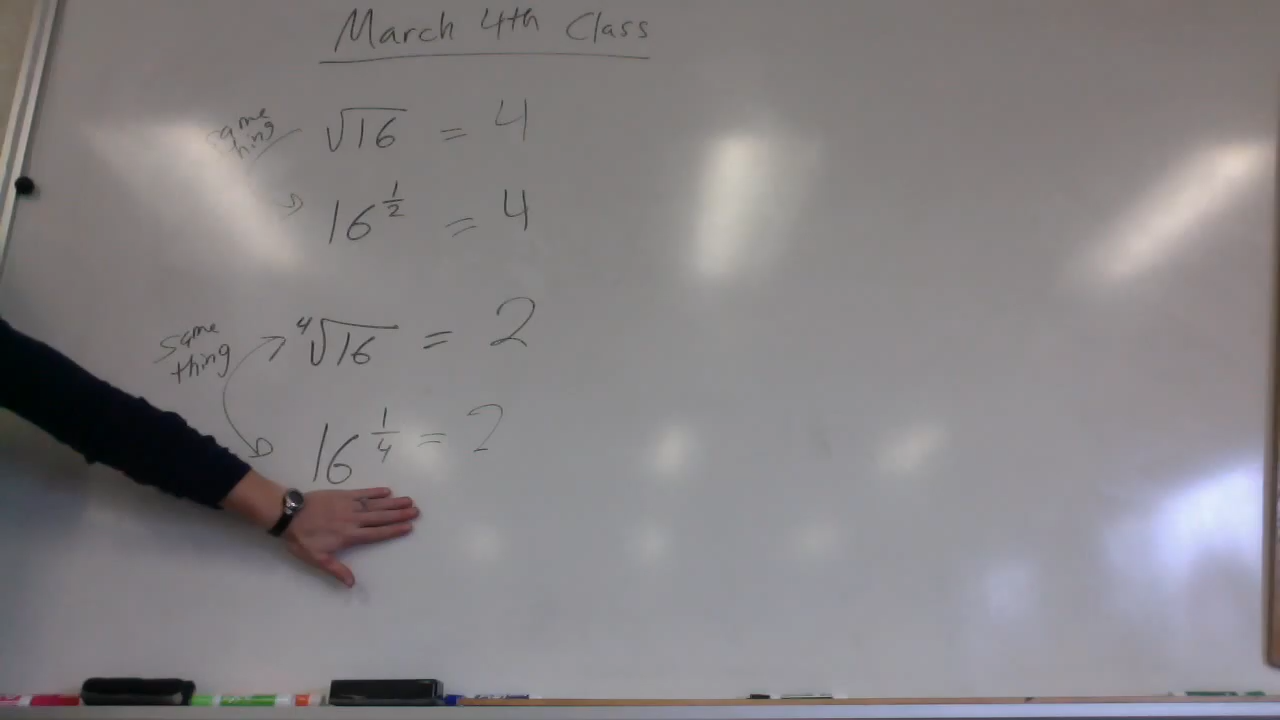 March 4th Class
same
thing
√16 = 4
16^(1/2) = 4
same
thing
⁴√16 = 2
16^(1/4) = 2